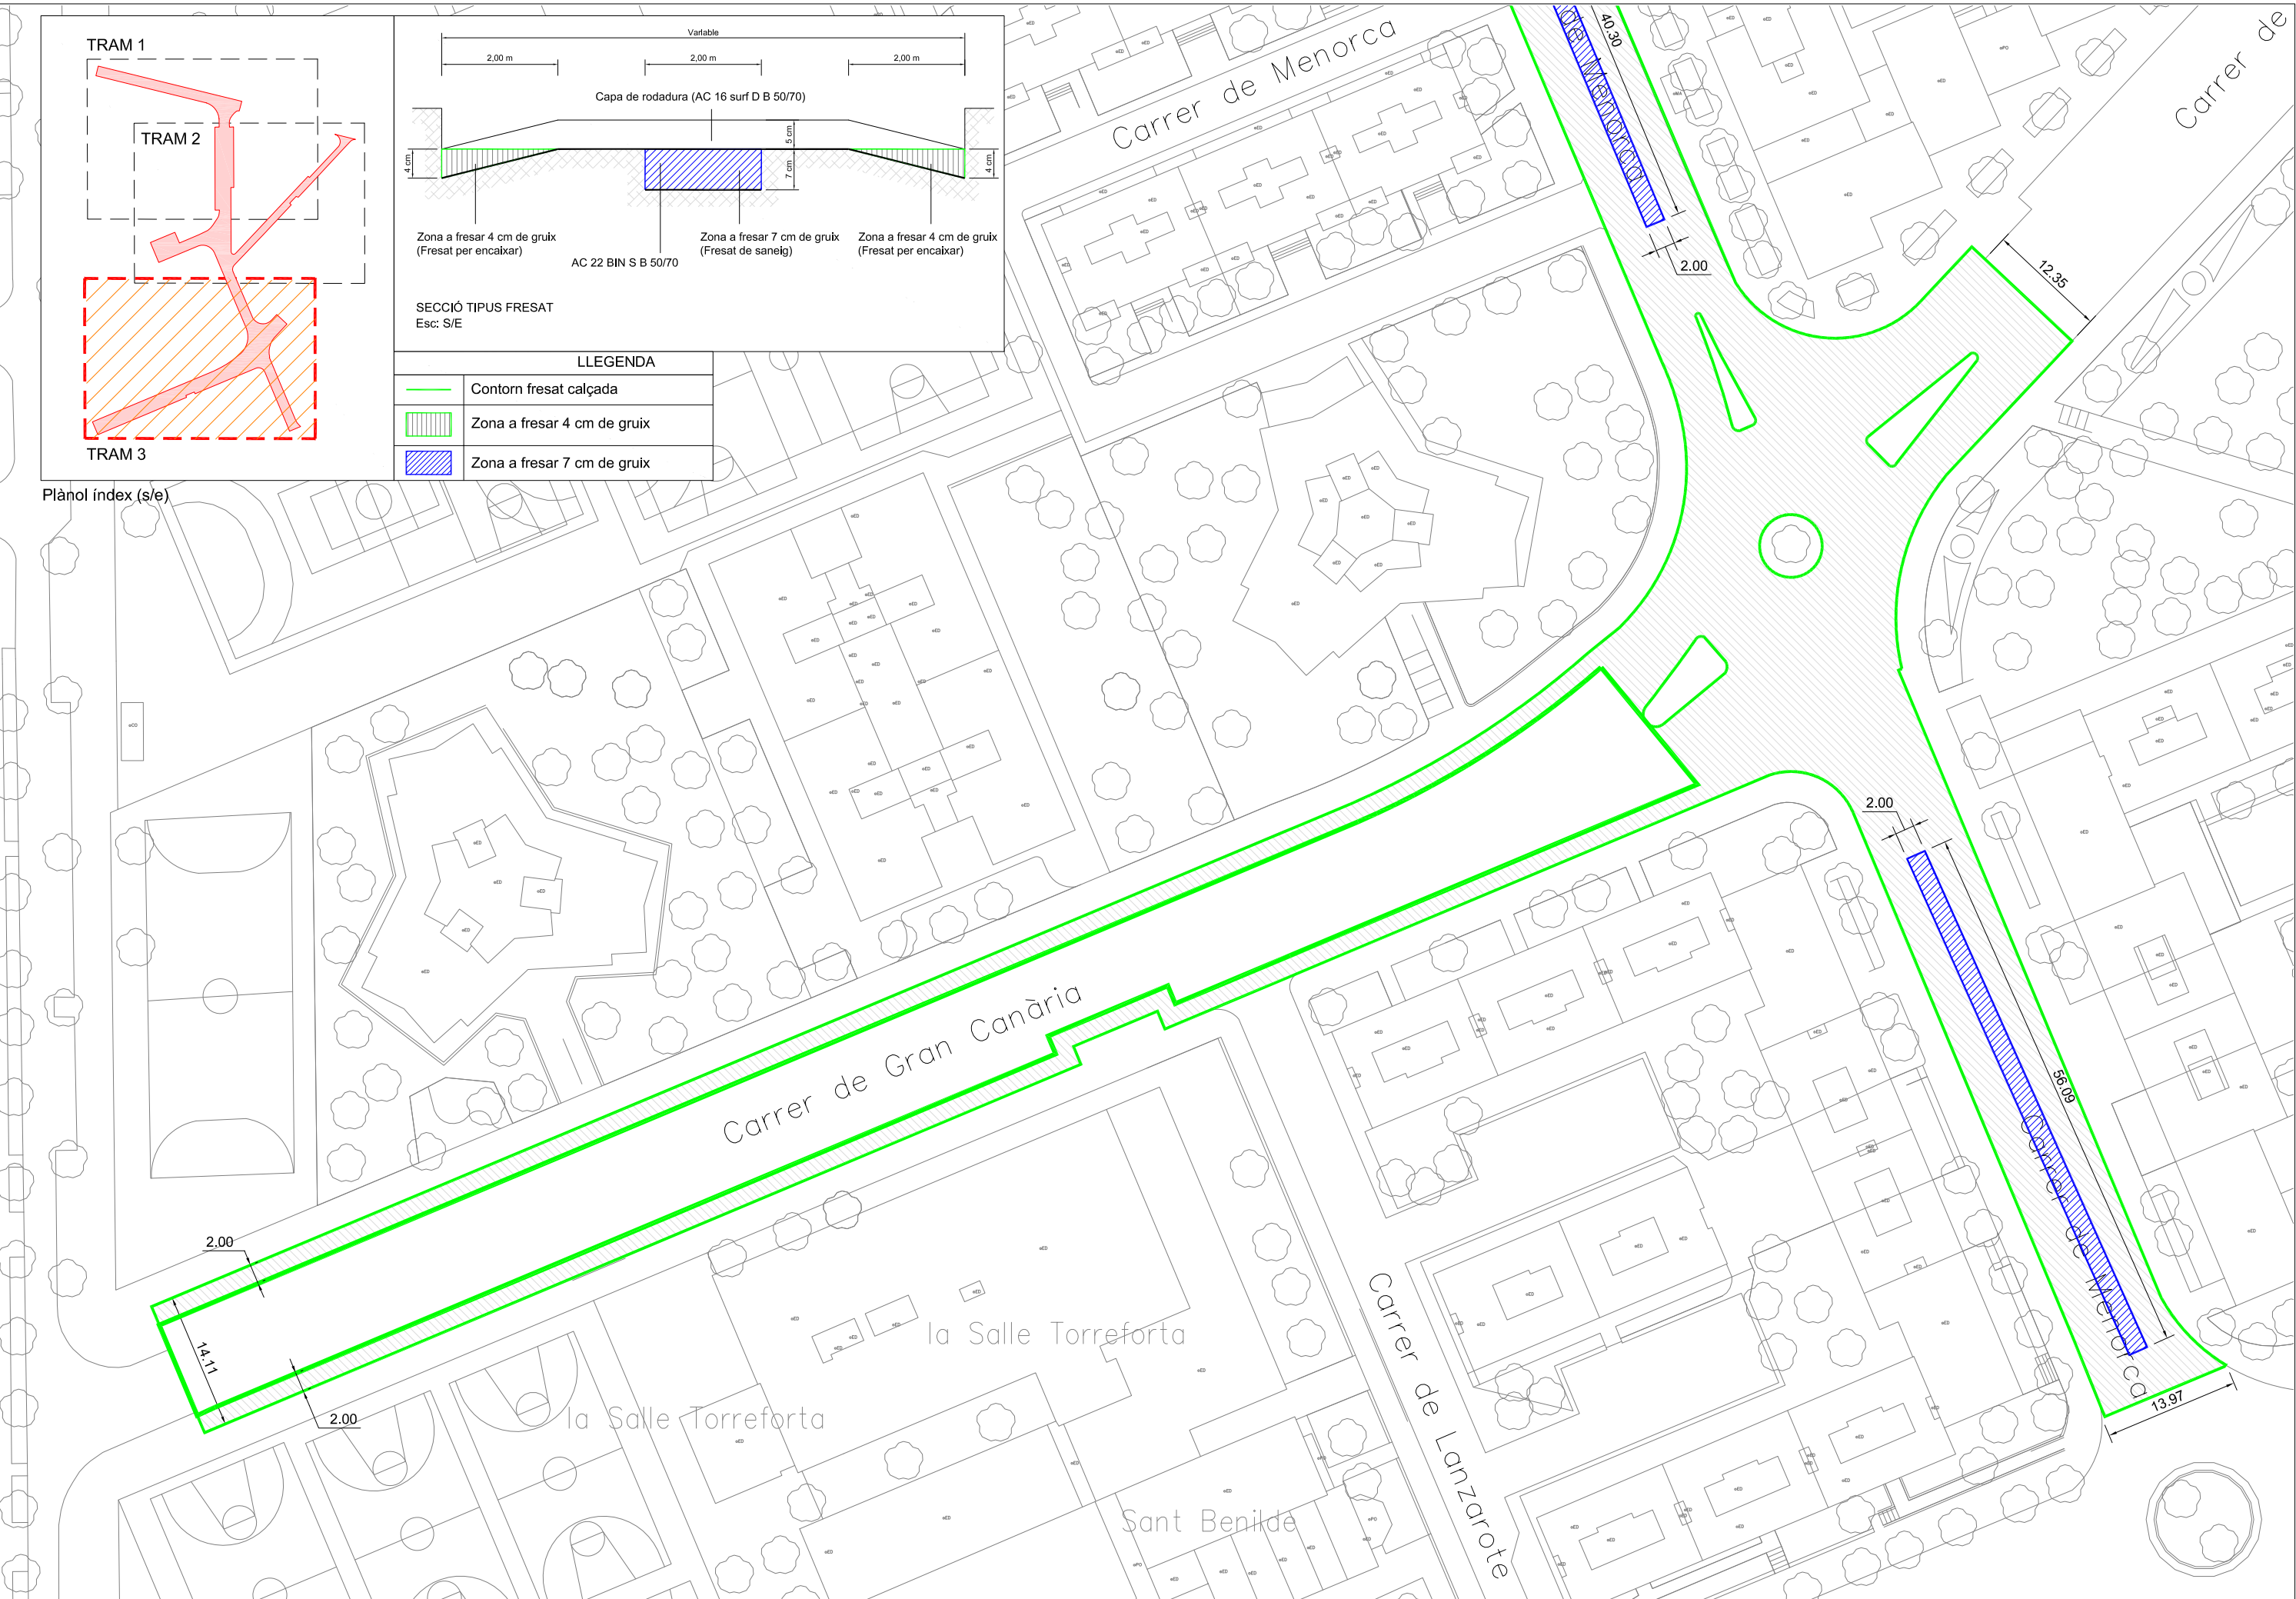 TRAM 1
TRAM 2
TRAM 3
Plànol índex (s/e)
Variable
2,00 m
2,00 m
2,00 m
Capa de rodadura (AC 16 surf D B 50/70)
5 cm
4 cm
7 cm
4 cm
Zona a fresar 4 cm de gruix
(Fresat per encaixar)
AC 22 BIN S B 50/70
Zona a fresar 7 cm de gruix
(Fresat de saneig)
Zona a fresar 4 cm de gruix
(Fresat per encaixar)
SECCIÓ TIPUS FRESAT
Esc: S/E
LLEGENDA
Contorn fresat calçada
Zona a fresar 4 cm de gruix
Zona a fresar 7 cm de gruix
Carrer de Menorca
de Menorca
40.30
2.00
Carrer de
12.35
2.00
56.09
Carrer de Menorca
13.97
Carrer de Gran Canària
2.00
14.11
2.00
la Salle Torreforta
la Salle Torreforta
Sant Benilde
Carrer de Lanzarote